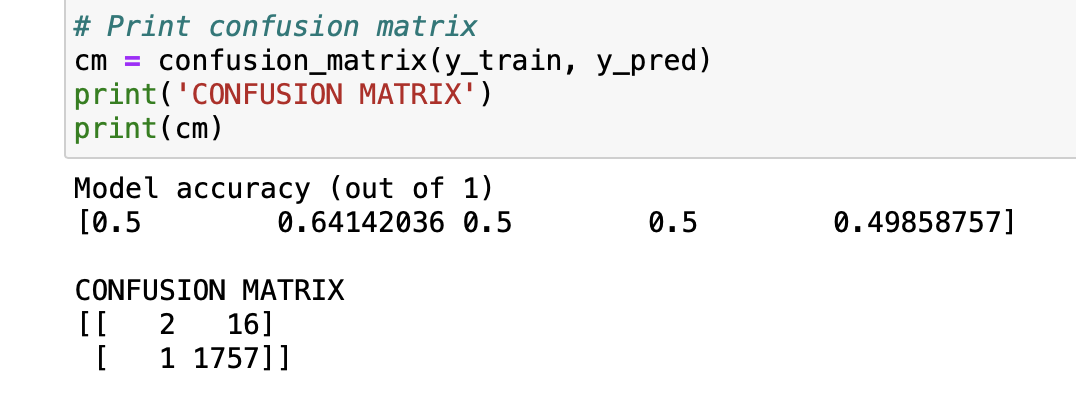 # Print confusion matrix
cm = confusion_matrix(y_train, y_pred)
print('CONFUSION MATRIX')
print(cm)
Model accuracy (out of 1)
[0.5        0.64142036 0.5        0.5        0.49858757]
CONFUSION MATRIX
[[   2   16]
 [   1 1757]]